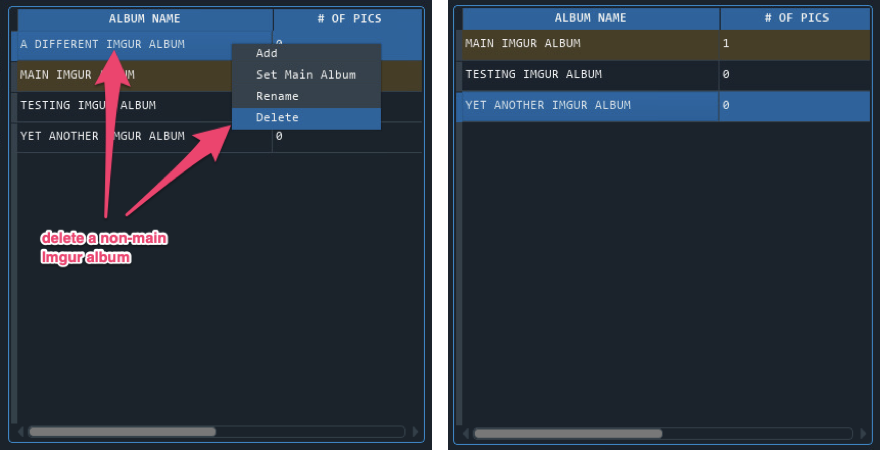 ALBUM NAME # OF PICS
A DIFFERENT IMGUR ALBUM 0
Add
Set Main Album
MAIN IMGUR ALBUM
Rename
TESTING IMGUR ALBUM
Delete
YET ANOTHER IMGUR ALBUM 0
delete a non-main
Imgur album
ALBUM NAME # OF PICS
MAIN IMGUR ALBUM 1
TESTING IMGUR ALBUM 0
YET ANOTHER IMGUR ALBUM 0